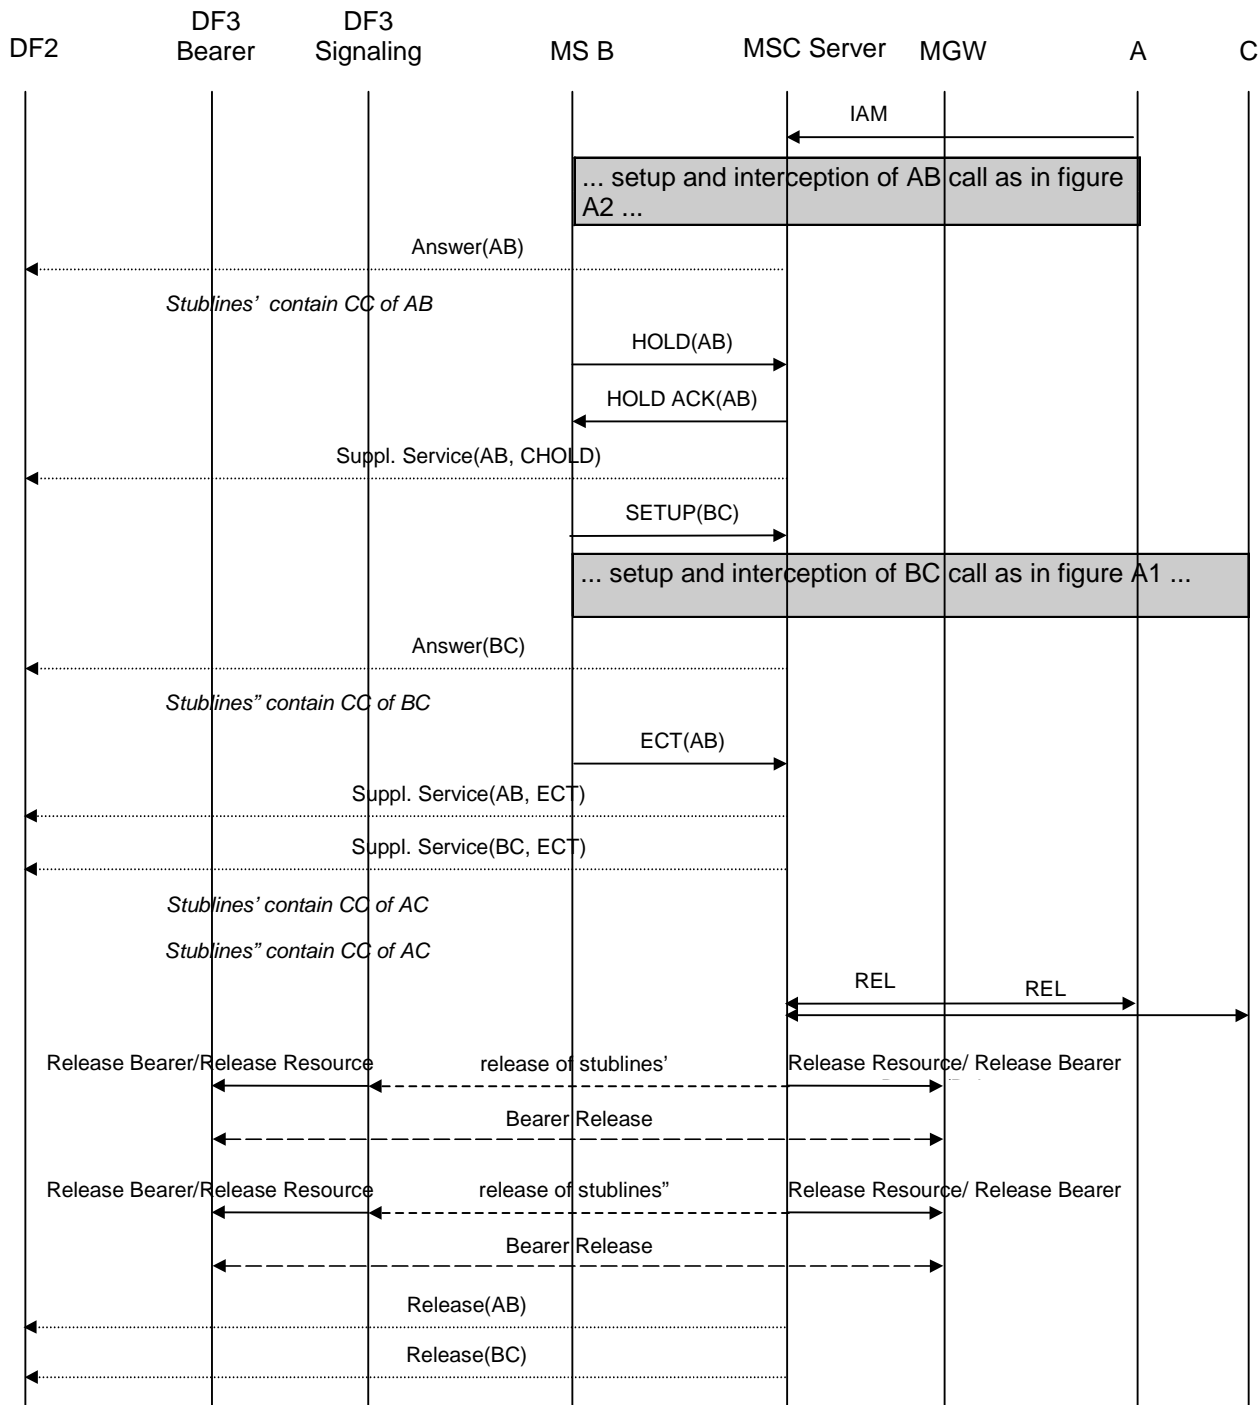 DF2
DF3
Bearer
DF3
Signaling
MS B
MSC Server
MGW
A
C
IAM
... setup and interception of AB call as in figure
A2 ...
Answer(AB)
Stublines’ contain CC of AB
HOLD(AB)
HOLD ACK(AB)
Suppl. Service(AB, CHOLD)
SETUP(BC)
... setup and interception of BC call as in figure A1 ...
Answer(BC)
Stublines” contain CC of BC
ECT(AB)
Suppl. Service(AB, ECT)
Suppl. Service(BC, ECT)
Stublines’ contain CC of AC
Stublines” contain CC of AC
REL
REL
Release Bearer/Release Resource
release of stublines’
Release Resource/ Release Bearer
Bearer Release
Release Bearer/Release Resource
release of stublines”
Release Resource/ Release Bearer
Bearer Release
Release(AB)
Release(BC)